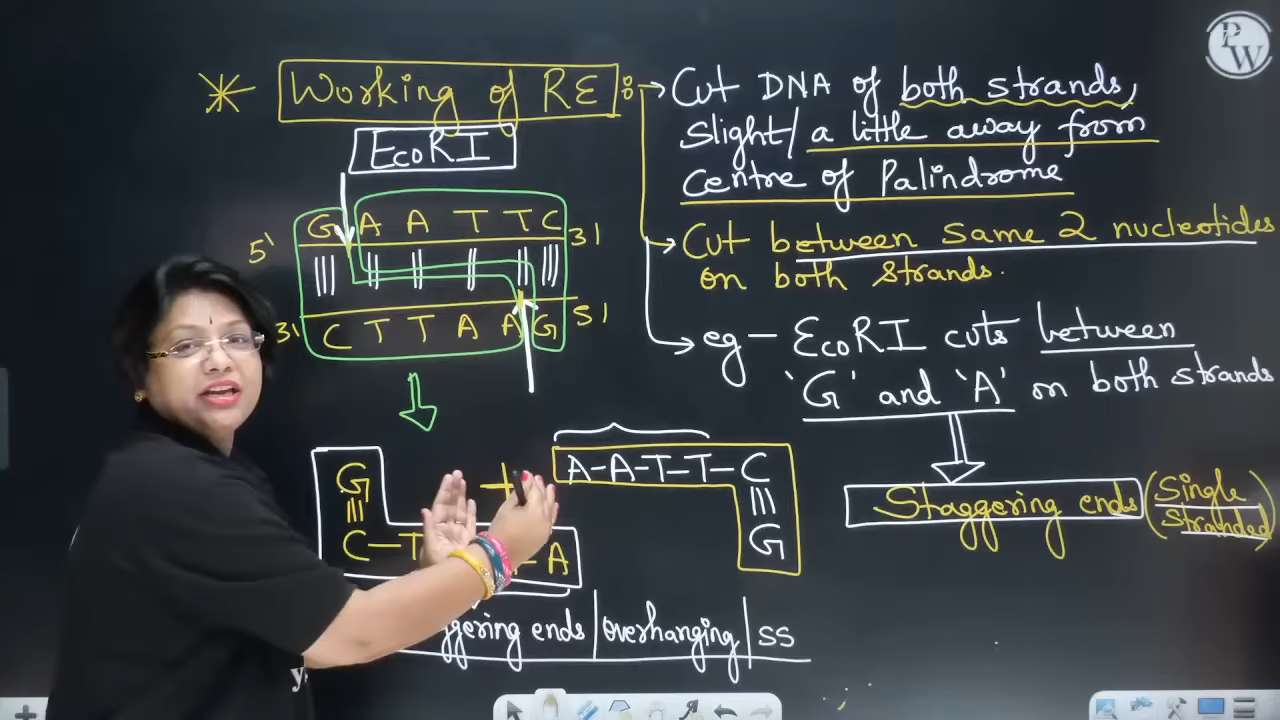 PW
* Working of RE :
EcoRI
5' G A A T T C 3'
3' C T T A A G 5'
→ Cut DNA of both strands,
slight/a little away from
centre of Palindrome
→ Cut between same 2 nucleotides
on both strands.
→ eg - EcoRI cuts between
'G' and 'A' on both strands
Staggering ends (Single
Stranded)
G + A-A-T-T-C
C-T -A G
ends | overhanging | SS